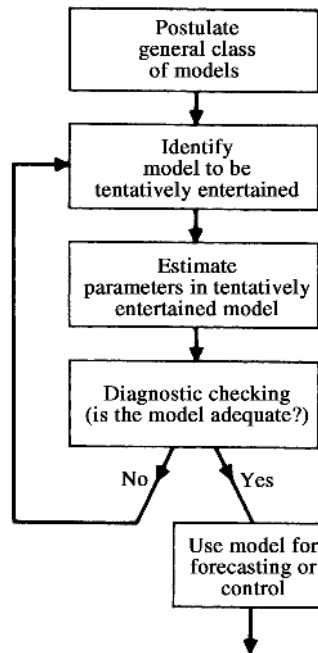 Postulate
general class
of models
Identify
model to be
tentatively entertained
Estimate
parameters in tentatively
entertained model
Diagnostic checking
(is the model adequate?)
No
Yes
Use model for
forecasting or
control